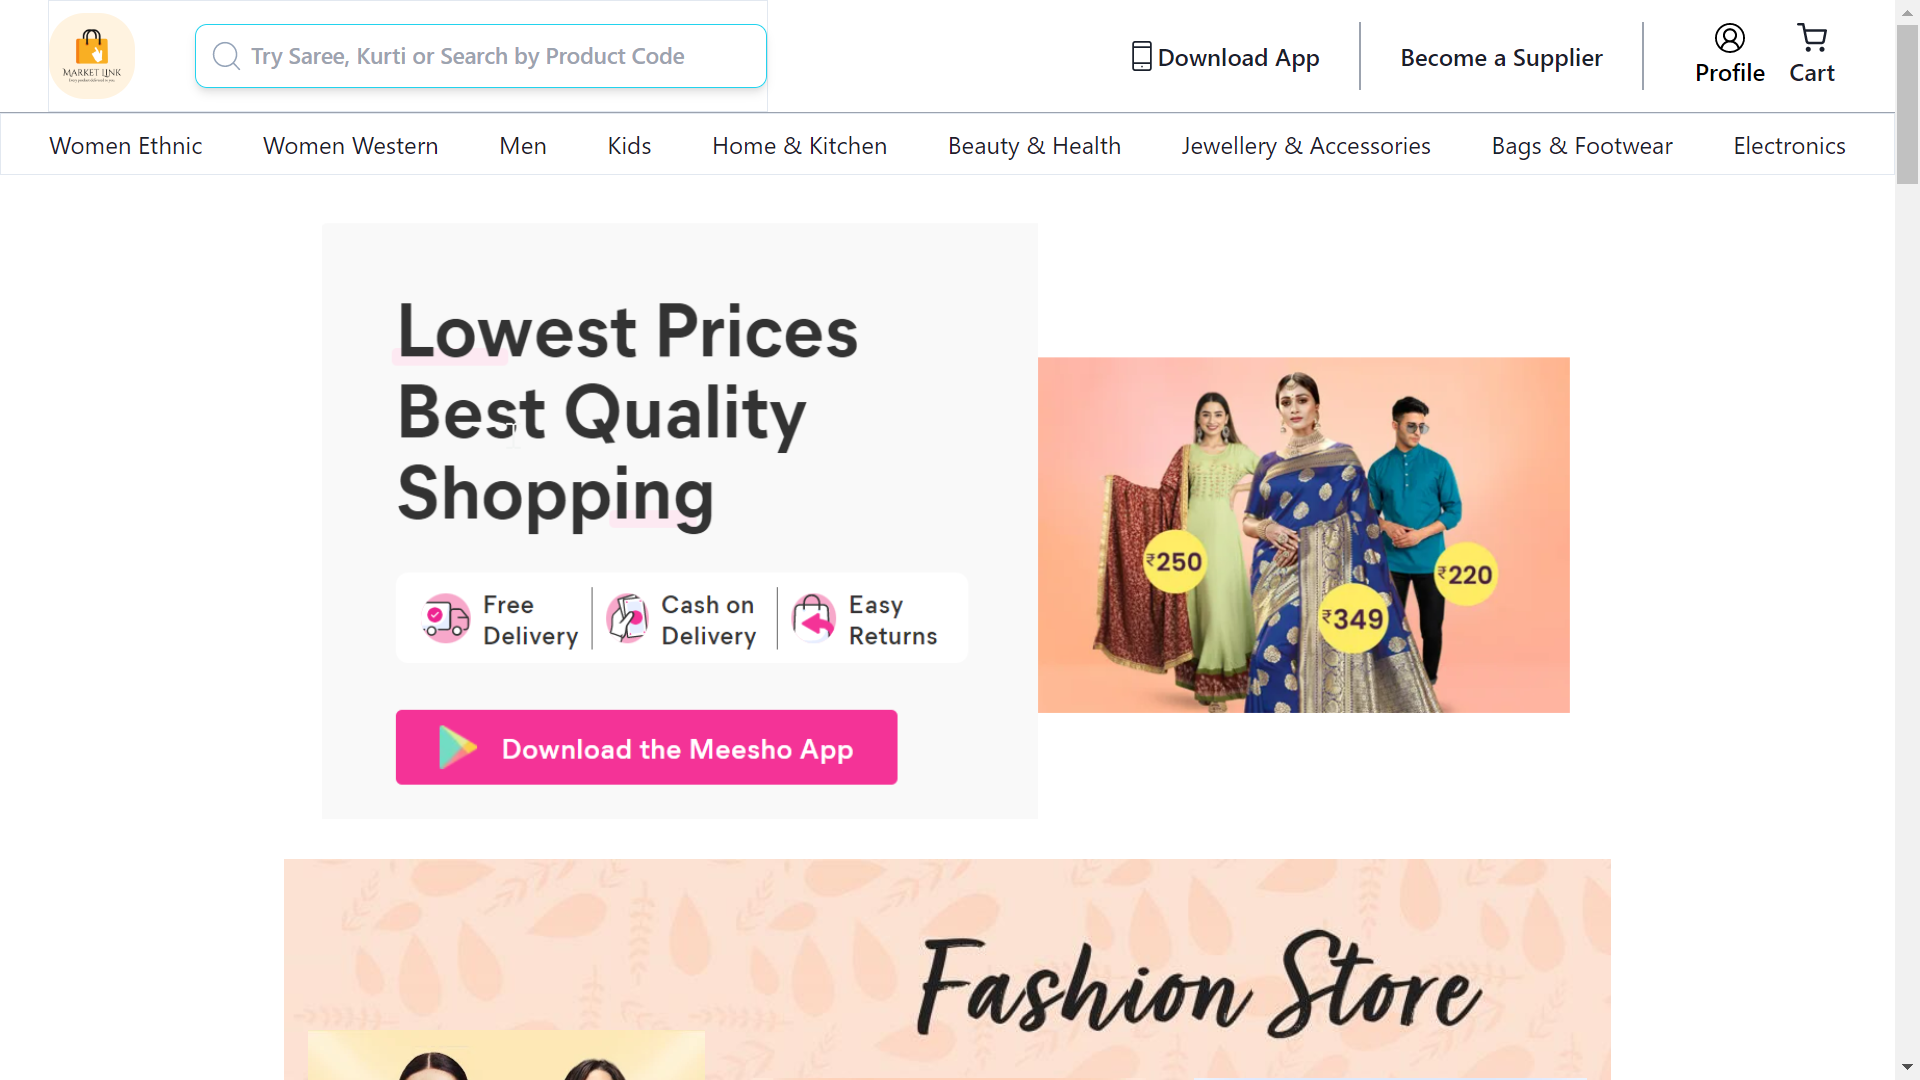 MARKET LINK
Try Saree, Kurti or Search by Product Code
Download App
Become a Supplier
Profile
Cart
Women Ethnic
Women Western
Men
Kids
Home & Kitchen
Beauty & Health
Jewellery & Accessories
Bags & Footwear
Electronics
Lowest Prices
Best Quality
Shopping
Free
Delivery
Cash on
Delivery
Easy
Returns
Download the Meesho App
₹250
₹349
₹220
Fashion Store